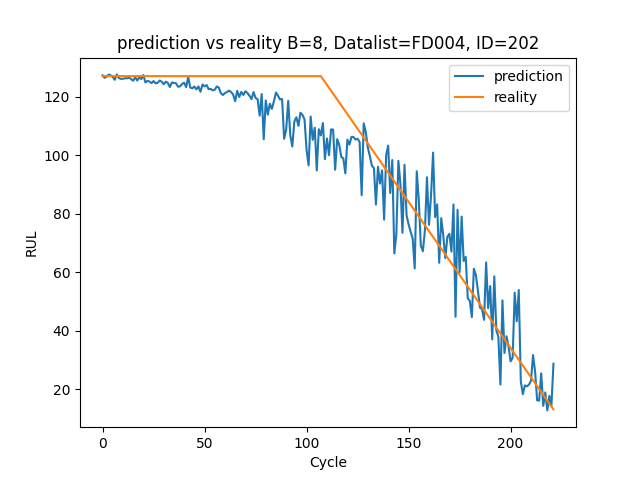 prediction vs reality B=8, Datalist=FD004, ID=202
prediction
reality
120
100
80
60
40
20
RUL
0 50 100 150 200
Cycle